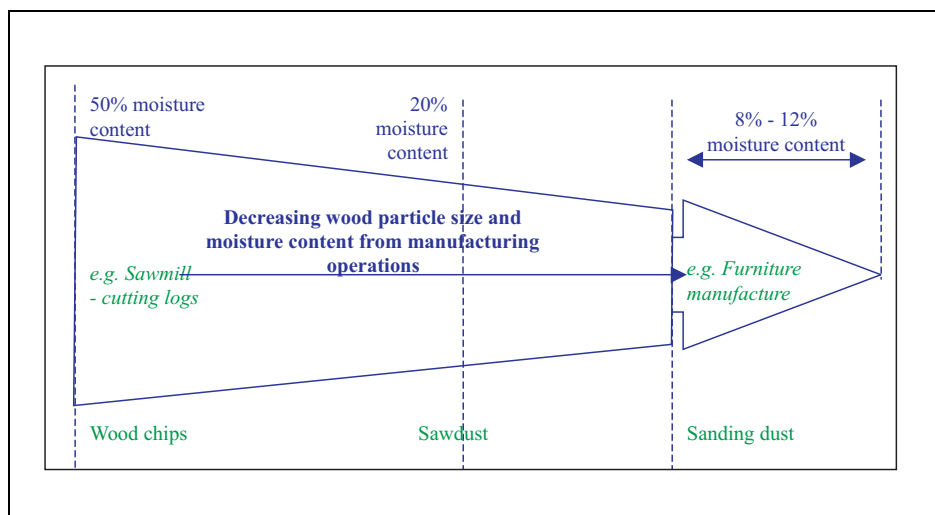 50% moisture
content
20%
moisture
content
8% - 12%
moisture content
Decreasing wood particle size and
moisture content from manufacturing
operations
e.g. Sawmill
- cutting logs
e.g. Furniture
manufacture
Wood chips
Sawdust
Sanding dust